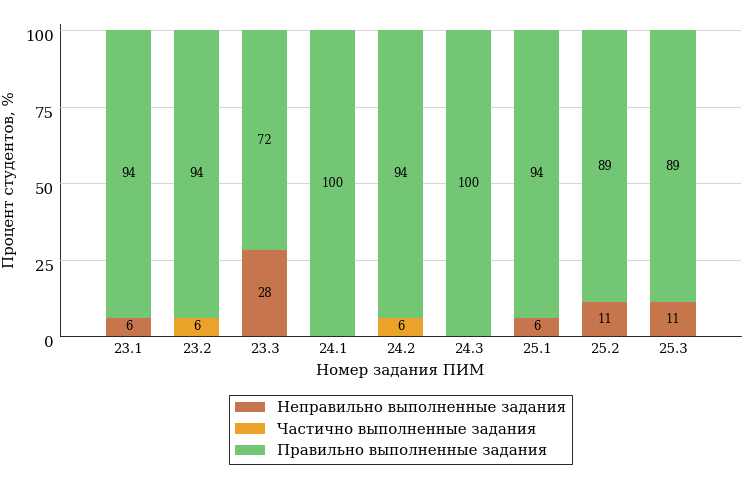 Процент студентов, %
100
75
50
25
0
94 94 72 100 94 100 94 89 89
6 6 28 6 6 11 11
23.1 23.2 23.3 24.1 24.2 24.3 25.1 25.2 25.3
Номер задания ПИМ
Неправильно выполненные задания
Частично выполненные задания
Правильно выполненные задания